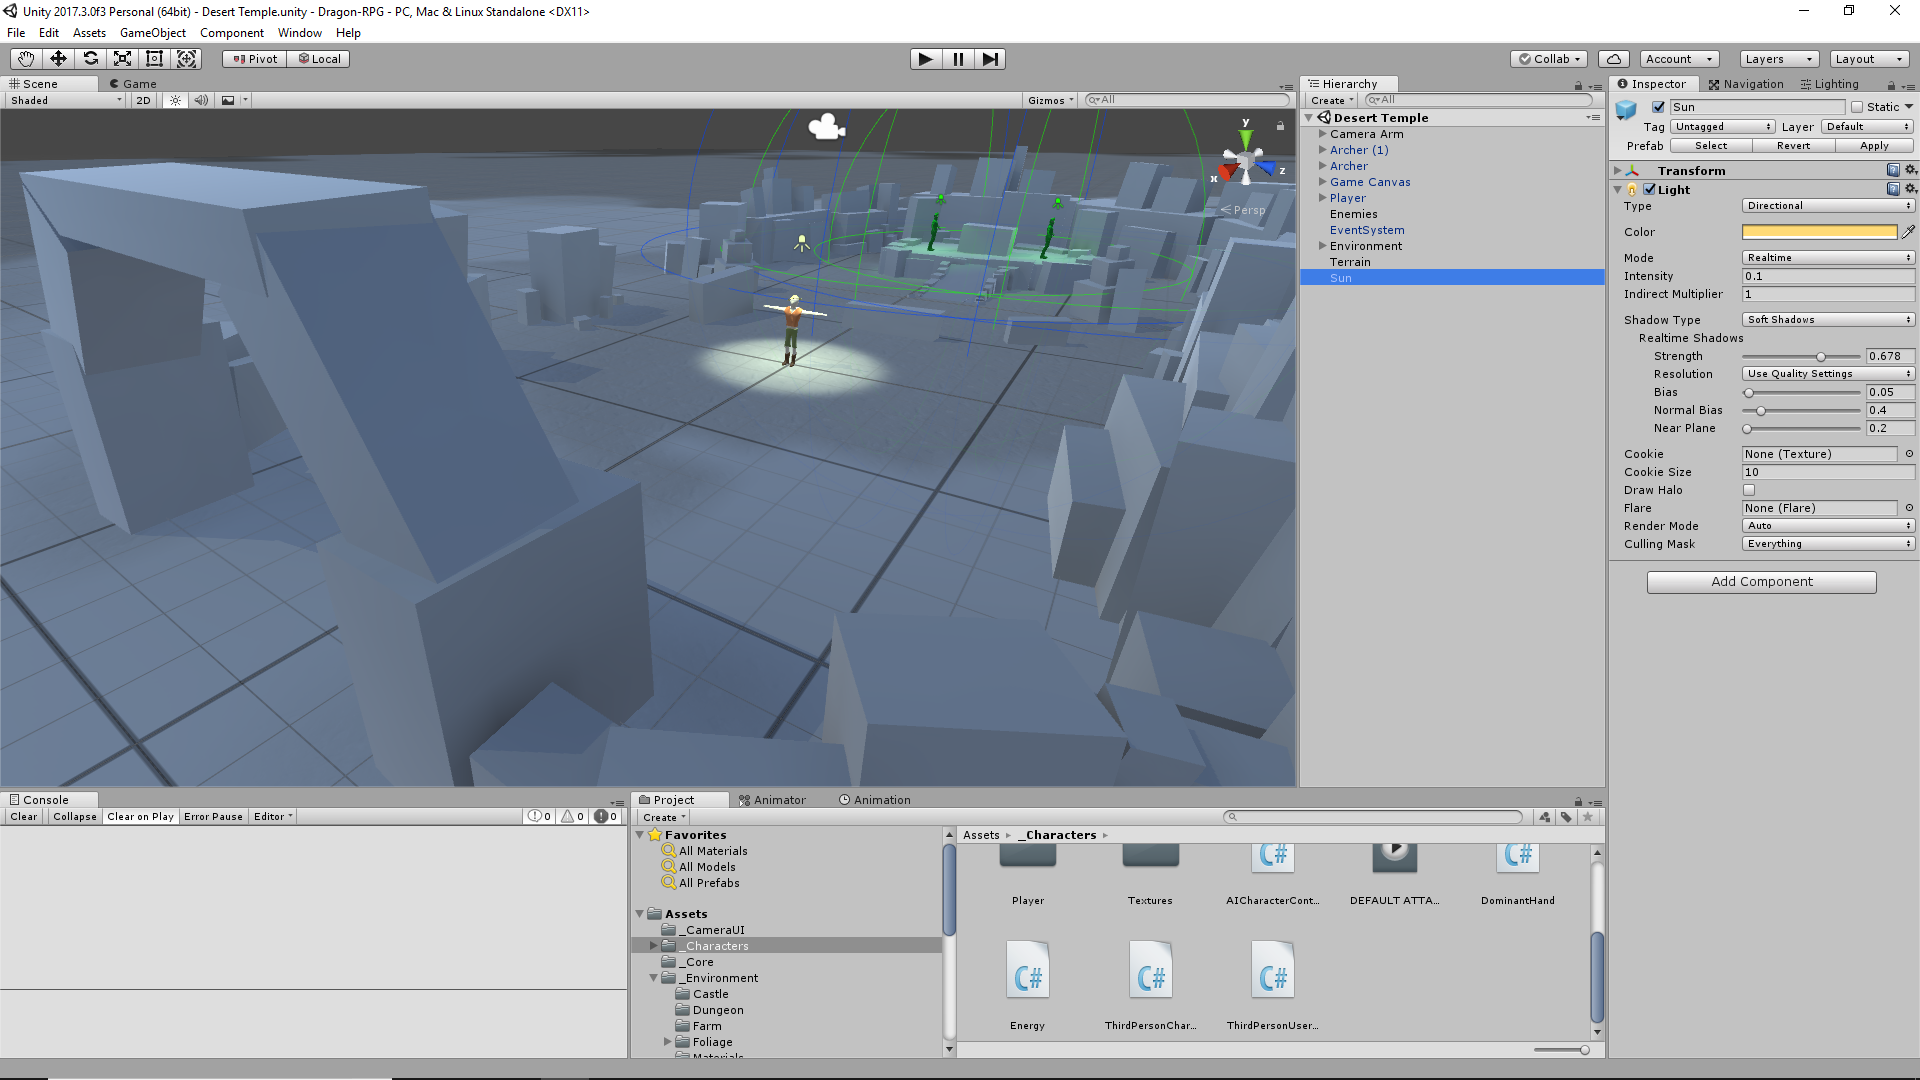 Unity 2017.3.0f3 Personal (64bit) - Desert Temple.unity - Dragon-RPG - PC, Mac & Linux Standalone <DX11>
File Edit Assets GameObject Component Window Help
Pivot Local Collab Account Layers Layout
Scene Game
Shaded 2D Gizmos All
y
x
z
Persp
Hierarchy
Create All
Desert Temple
Camera Arm
Archer (1)
Archer
Game Canvas
Player
Enemies
EventSystem
Environment
Terrain
Sun
Inspector Navigation Lighting
Sun Static
Tag Untagged Layer Default
Prefab Select Revert Apply
Transform
Light
Type Directional
Color
Mode Realtime
Intensity 0.1
Indirect Multiplier 1
Shadow Type Soft Shadows
Realtime Shadows
Strength 0.678
Resolution Use Quality Settings
Bias 0.05
Normal Bias 0.4
Near Plane 0.2
Cookie None (Texture)
Cookie Size 10
Draw Halo
Flare None (Flare)
Render Mode Auto
Culling Mask Everything
Add Component
Console
Clear Collapse Clear on Play Error Pause Editor 0 0 0
Project Animator Animation
Create
Favorites
All Materials
All Models
All Prefabs
Assets
_CameraUI
_Characters
_Core
_Environment
Castle
Dungeon
Farm
Foliage
Materials
Assets _Characters
C# C#
Player Textures AICharacterCont... DEFAULT ATTA... DominantHand
C# C# C#
Energy ThirdPersonChar... ThirdPersonUser...